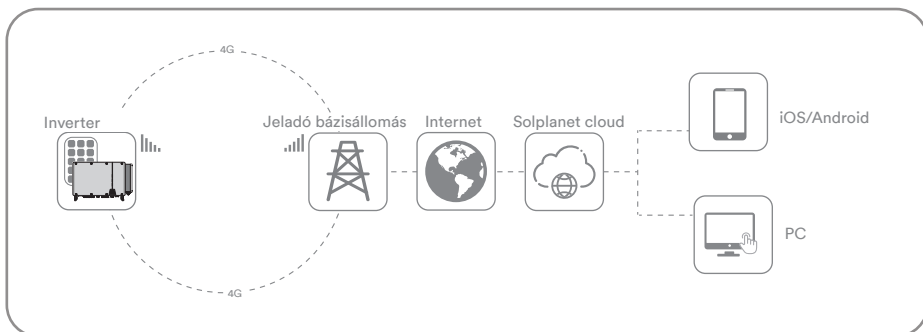 4G
Inverter
Jeladó bázisállomás
Internet
Solplanet cloud
iOS/Android
PC
4G